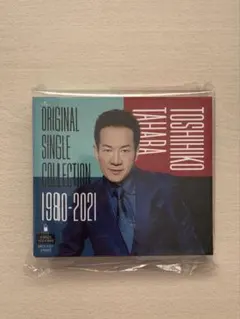 ORIGINAL
SINGLE
COLLECTION
1980-2021
TOSHIHIKO
TAHARA